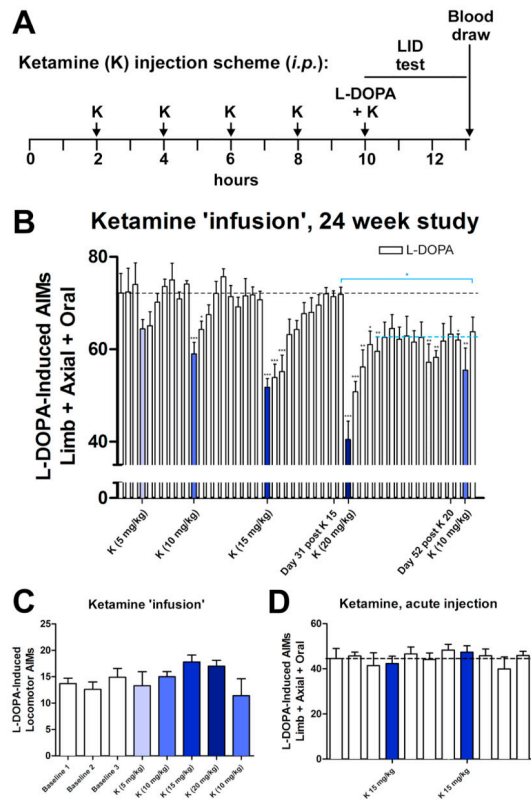 A
Blood
draw
LID
test
Ketamine (K) injection scheme (i.p.):
L-DOPA
+ K
K K K K
0 2 4 6 8 10 12
hours
B
Ketamine 'infusion', 24 week study
L-DOPA
*
L-DOPA-Induced AIMs
Limb + Axial + Oral
80
60
40
0
K (5 mg/kg)
K (10 mg/kg)
K (15 mg/kg)
Day 31 post K 15
K (20 mg/kg)
Day 52 post K 20
K (10 mg/kg)
C
Ketamine 'infusion'
L-DOPA-Induced
Locomotor AIMs
25
20
15
10
5
0
Baseline 1
Baseline 2
Baseline 3
K (5 mg/kg)
K (10 mg/kg)
K (15 mg/kg)
K (20 mg/kg)
K (10 mg/kg)
D
Ketamine, acute injection
L-DOPA-Induced AIMs
Limb + Axial + Oral
60
40
20
0
K 15 mg/kg
K 15 mg/kg